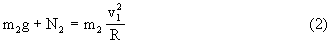 m₂g + N₂ = m₂ v₁²/R (2)